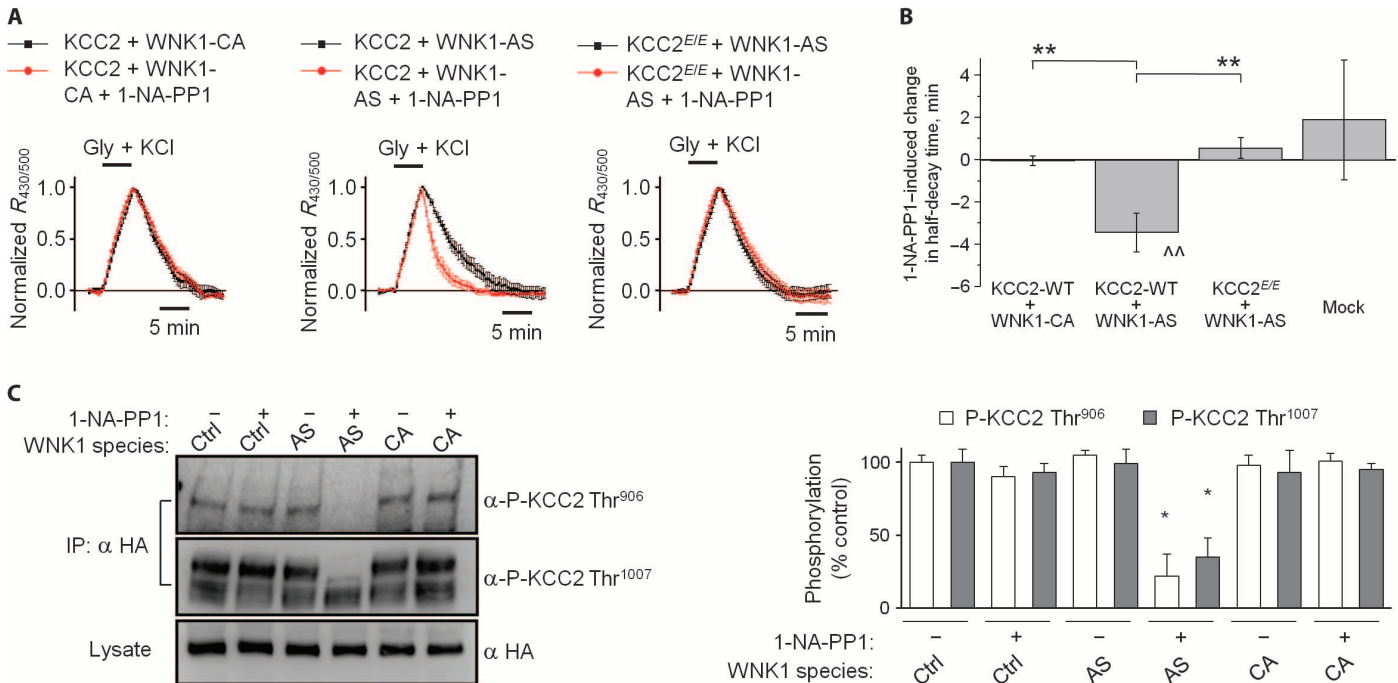 A
KCC2 + WNK1-CA
KCC2 + WNK1-
CA + 1-NA-PP1
KCC2 + WNK1-AS
KCC2 + WNK1-
AS + 1-NA-PP1
KCC2E/E + WNK1-AS
KCC2E/E + WNK1-
AS + 1-NA-PP1
Gly + KCl
Normalized R430/500
1.0
0.5
0.0
5 min
Gly + KCl
Normalized R430/500
1.0
0.5
0.0
5 min
Gly + KCl
Normalized R430/500
1.0
0.5
0.0
5 min
B
1-NA-PP1–induced change
in half-decay time, min
4
2
0
–2
–4
–6
**
**
^^
KCC2-WT
+
WNK1-CA
KCC2-WT
+
WNK1-AS
KCC2E/E
+
WNK1-AS
Mock
C
1-NA-PP1: – + – + – +
WNK1 species: Ctrl Ctrl AS AS CA CA
IP: α HA
α-P-KCC2 Thr906
α-P-KCC2 Thr1007
Lysate
α HA
P-KCC2 Thr906
P-KCC2 Thr1007
Phosphorylation
(% control)
100
50
0
* *
1-NA-PP1: – + – + – +
WNK1 species: Ctrl Ctrl AS AS CA CA